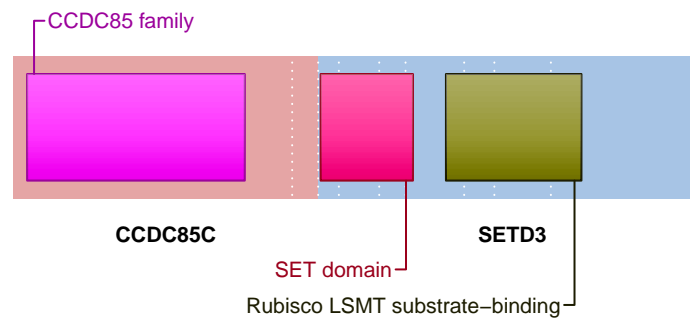 CCDC85 family
CCDC85C
SETD3
SET domain
Rubisco LSMT substrate−binding